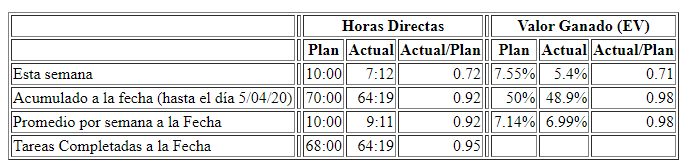 Horas Directas Valor Ganado (EV)
Plan Actual Actual/Plan Plan Actual Actual/Plan
Esta semana 10:00 7:12 0.72 7.55% 5.4% 0.71
Acumulado a la fecha (hasta el día 5/04/20) 70:00 64:19 0.92 50% 48.9% 0.98
Promedio por semana a la Fecha 10:00 9:11 0.92 7.14% 6.99% 0.98
Tareas Completadas a la Fecha 68:00 64:19 0.95